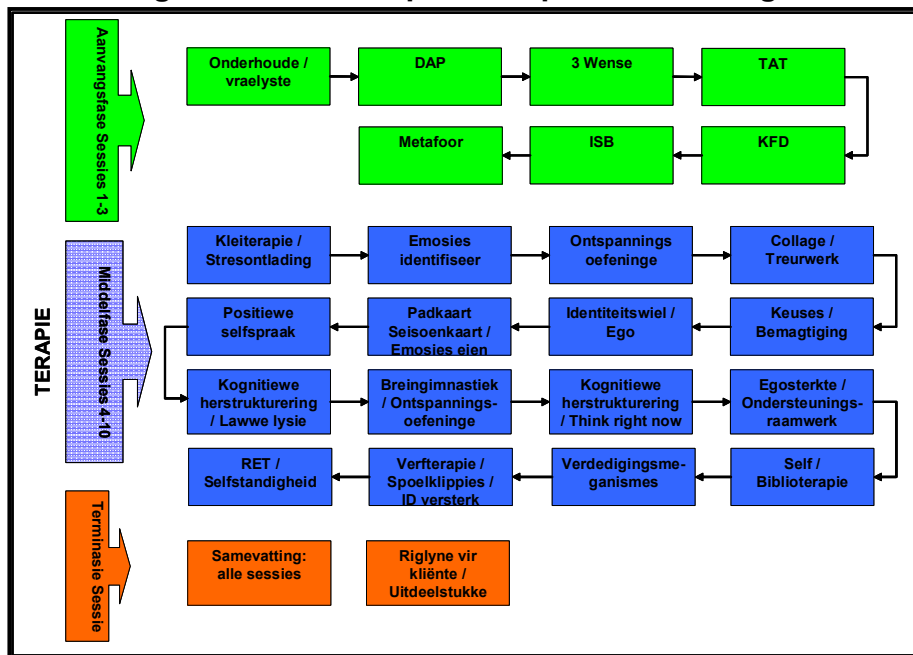 Aanvangsfase Sessies 1-3
Onderhoude /
vraelyste
DAP
3 Wense
TAT
Metafoor
ISB
KFD
TERAPIE
Middelfase Sessies 4-10
Kleiterapie /
Stresontlading
Emosies
identifiseer
Ontspannings
oefeninge
Collage /
Treurwerk
Positiewe
selfspraak
Padkaart
Seisoenkaart /
Emosies eien
Identiteitswiel /
Ego
Keuses /
Bemagtiging
Kognitiewe
herstrukturering
/ Lawwe lysie
Breingimnastiek
/ Ontspannings-
oefeninge
Kognitiewe
herstrukturering
/ Think right now
Egosterkte /
Ondersteunings-
raamwerk
RET /
Selfstandigheid
Verfterapie /
Spoelklippies /
ID versterk
Verdedigingsme-
ganismes
Self /
Biblioterapie
Terminasie Sessie
Samevatting:
alle sessies
Riglyne vir
kliënte /
Uitdeelstukke